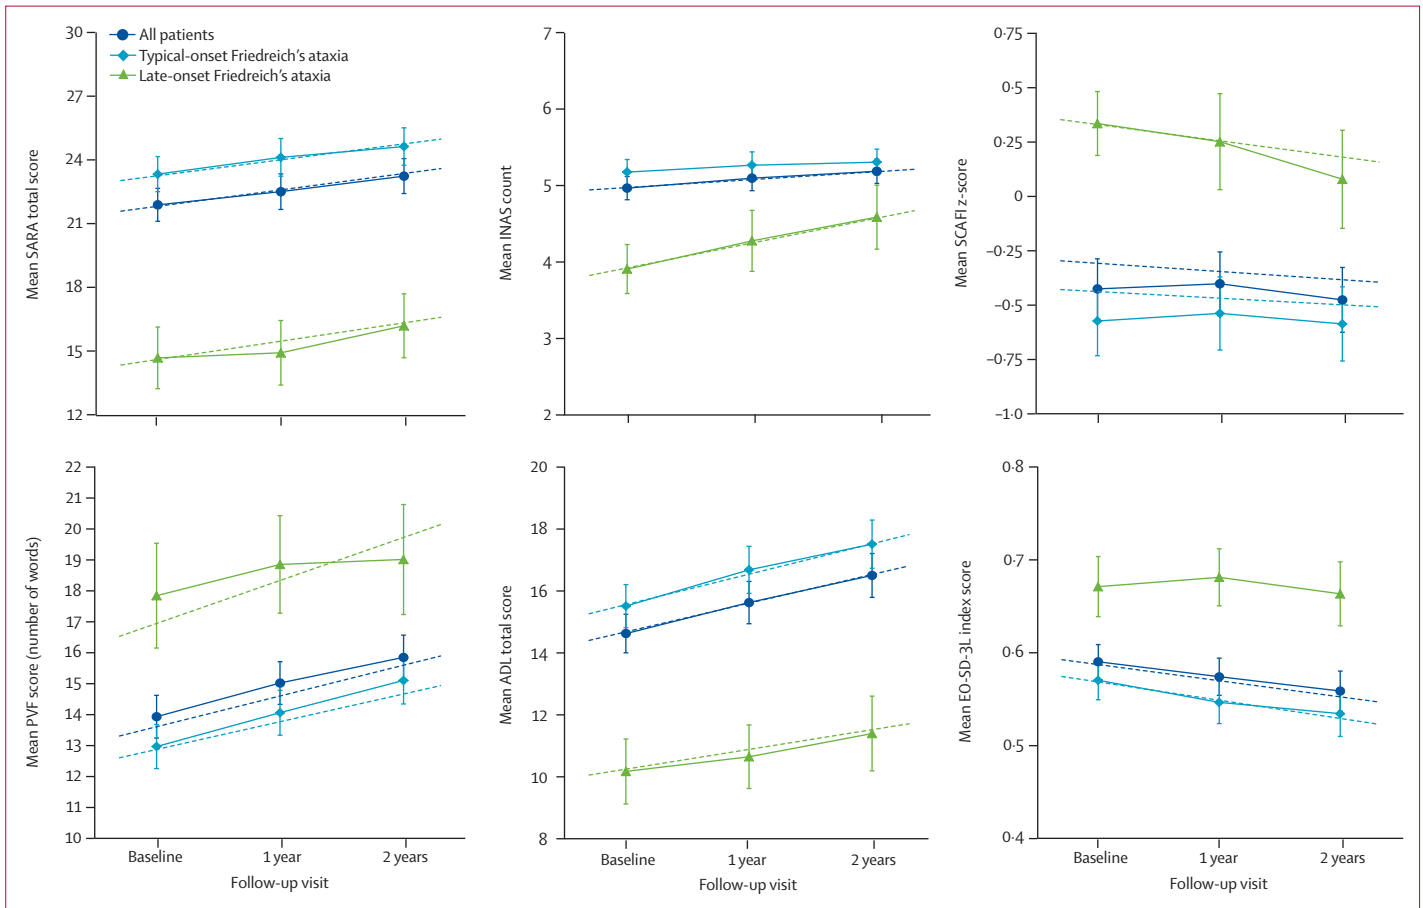 All patients
Typical-onset Friedreich's ataxia
Late-onset Friedreich's ataxia
Mean SARA total score
30
27
24
21
18
15
12
Mean INAS count
7
6
5
4
3
2
Mean SCAFI z-score
0·75
0·5
0·25
0
–0·25
–0·5
–0·75
–1·0
Mean PVF score (number of words)
22
21
20
19
18
17
16
15
14
13
12
11
10
Baseline
1 year
2 years
Follow-up visit
Mean ADL total score
20
18
16
14
12
10
8
Baseline
1 year
2 years
Follow-up visit
Mean EO-SD-3L index score
0·8
0·7
0·6
0·5
0·4
Baseline
1 year
2 years
Follow-up visit